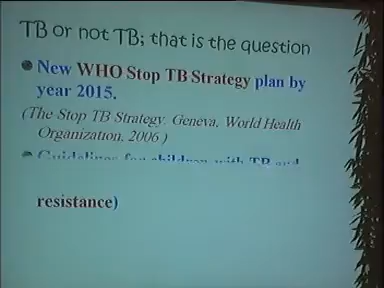 TB or not TB; that is the question
New WHO Stop TB Strategy plan by
year 2015.
(The Stop TB Strategy. Geneva, World Health
Organization, 2006 )
Guidelines for children with TB and
resistance)